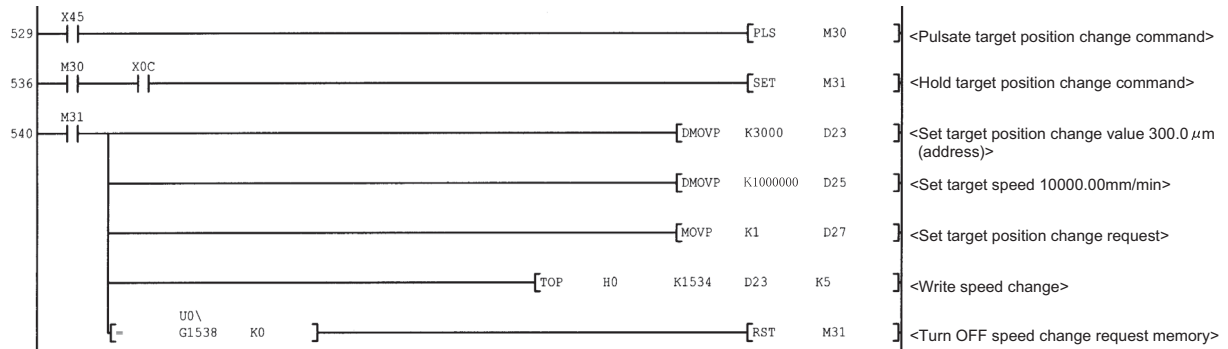 X45
529 PLS M30 <Pulsate target position change command>
M30 X0C
536 SET M31 <Hold target position change command>
M31
540 DMOVP K3000 D23 <Set target position change value 300.0 μm
(address)>
DMOVP K1000000 D25 <Set target speed 10000.00mm/min>
MOVP K1 D27 <Set target position change request>
TOP H0 K1534 D23 K5 <Write speed change>
U0\
= G1538 K0 RST M31 <Turn OFF speed change request memory>